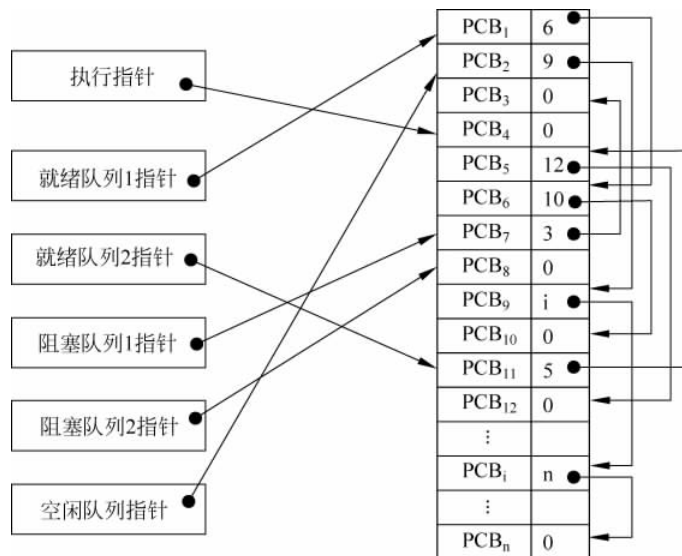 执行指针
就绪队列1指针
就绪队列2指针
阻塞队列1指针
阻塞队列2指针
空闲队列指针
PCB₁ 6
PCB₂ 9
PCB₃ 0
PCB₄ 0
PCB₅ 12
PCB₆ 10
PCB₇ 3
PCB₈ 0
PCB₉ i
PCB₁₀ 0
PCB₁₁ 5
PCB₁₂ 0
⋮
PCBᵢ n
⋮
PCBₙ 0